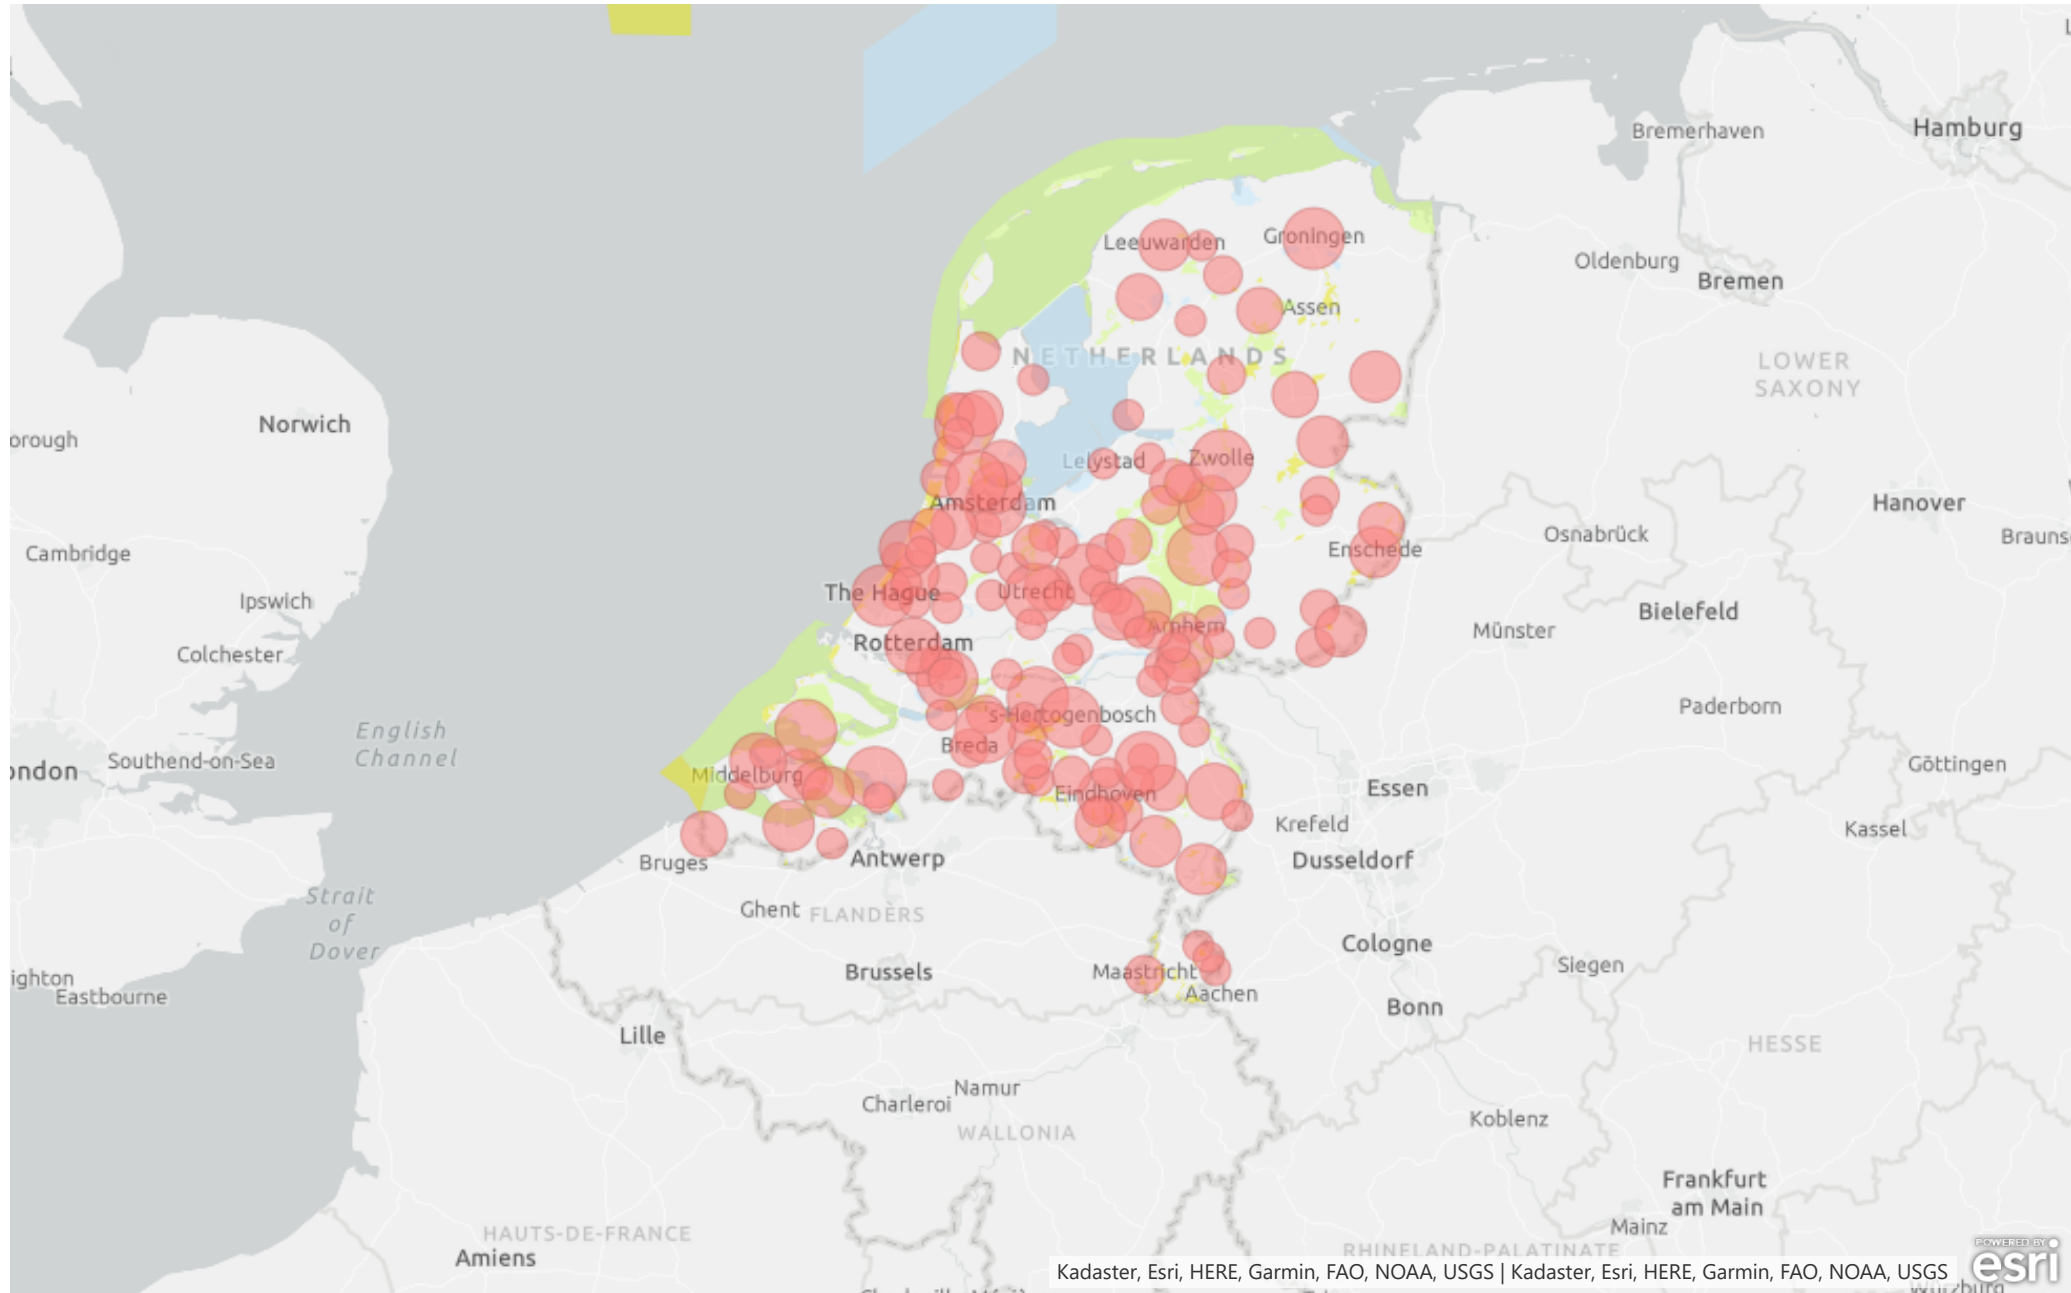 Hamburg
Bremerhaven
Leeuwarden
Groningen
Oldenburg
Bremen
Assen
NETHERLANDS
LOWER
SAXONY
Norwich
orough
Lelystad
Zwolle
Amsterdam
Hanover
Osnabrück
Brauns
Cambridge
Enschede
The Hague
Utrecht
Ipswich
Bielefeld
Arnhem
Münster
Rotterdam
Colchester
Paderborn
's-Hertogenbosch
English
Channel
Breda
Southend-on-Sea
ondon
Middelburg
Göttingen
Eindhoven
Essen
Krefeld
Kassel
Bruges
Antwerp
Dusseldorf
Strait
of
Dover
Ghent
FLANDERS
Cologne
Brussels
Maastricht
Siegen
ighton
Eastbourne
Aachen
Bonn
Lille
HESSE
Namur
Charleroi
WALLONIA
Koblenz
Frankfurt
am Main
Mainz
HAUTS-DE-FRANCE
Amiens
RHINELAND-PALATINATE
Kadaster, Esri, HERE, Garmin, FAO, NOAA, USGS | Kadaster, Esri, HERE, Garmin, FAO, NOAA, USGS
POWERED BY
esri